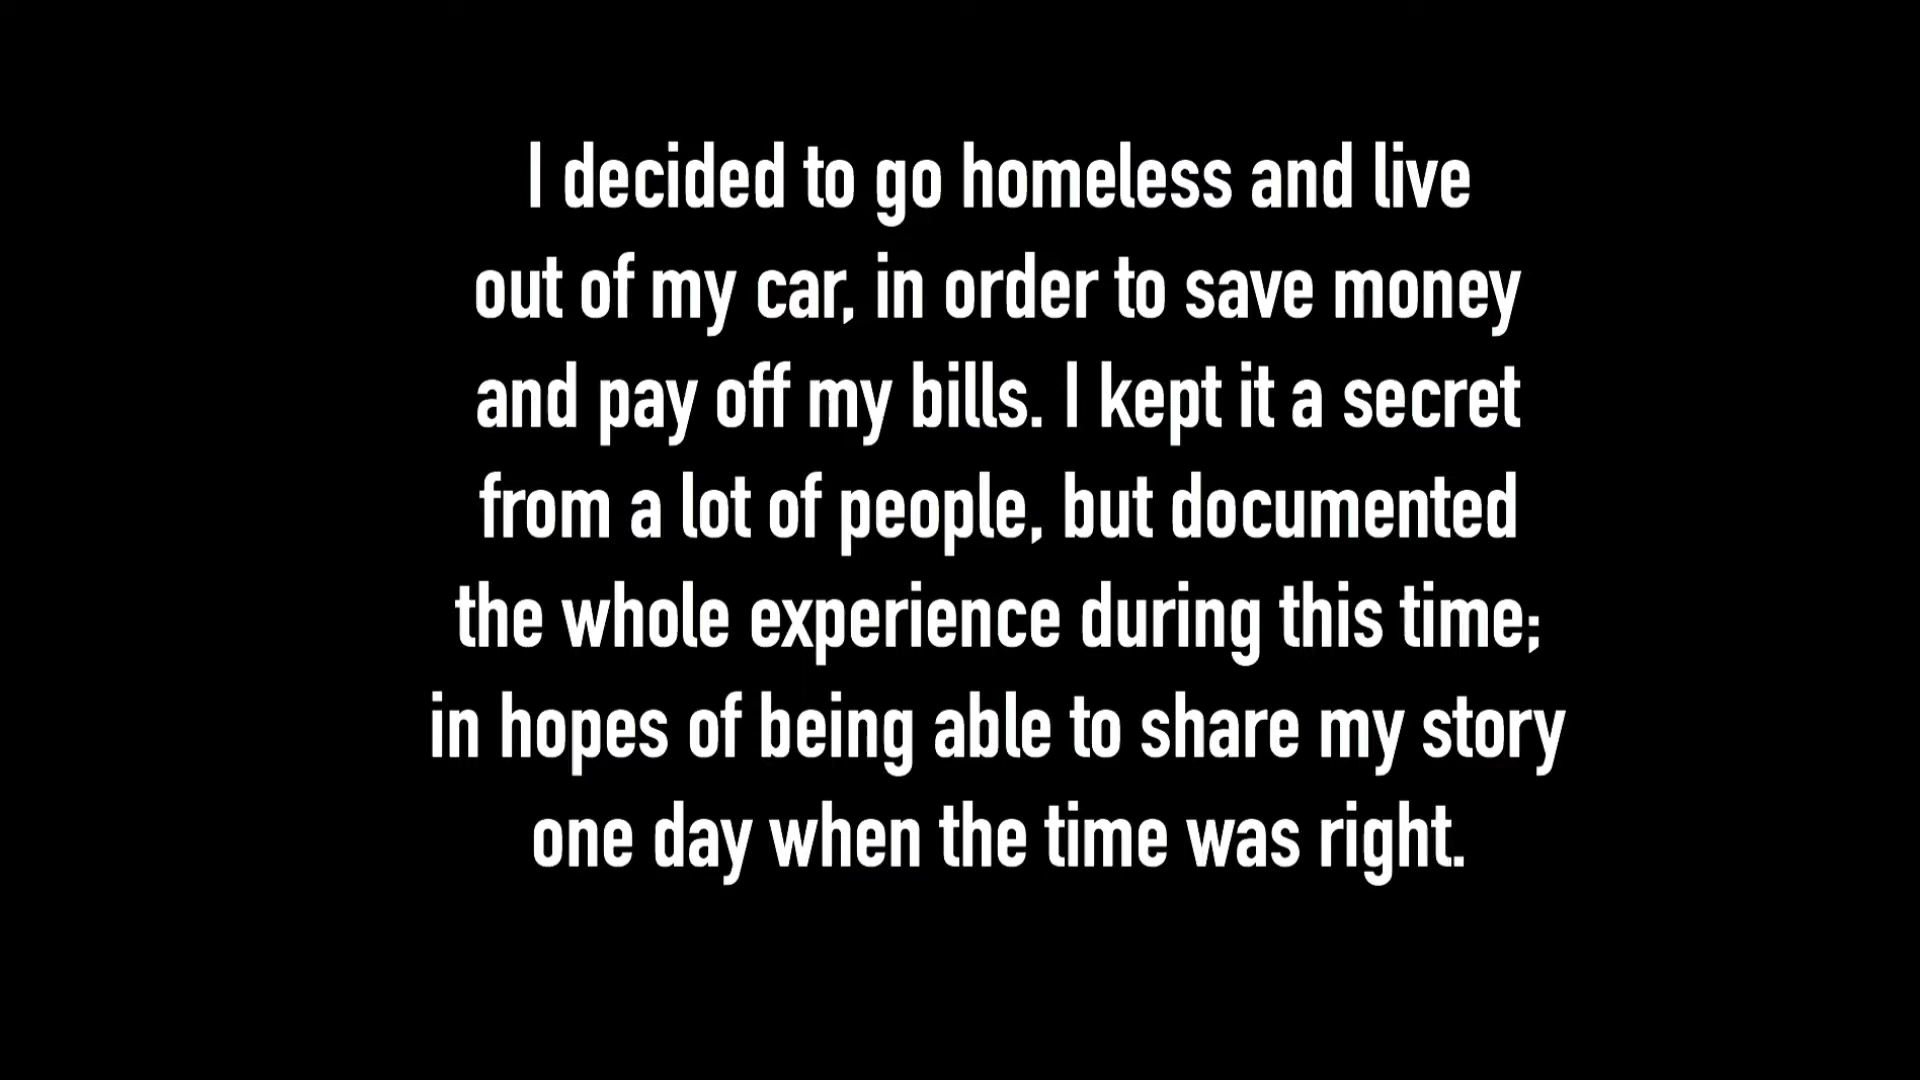 I decided to go homeless and live
out of my car, in order to save money
and pay off my bills. I kept it a secret
from a lot of people, but documented
the whole experience during this time;
in hopes of being able to share my story
one day when the time was right.